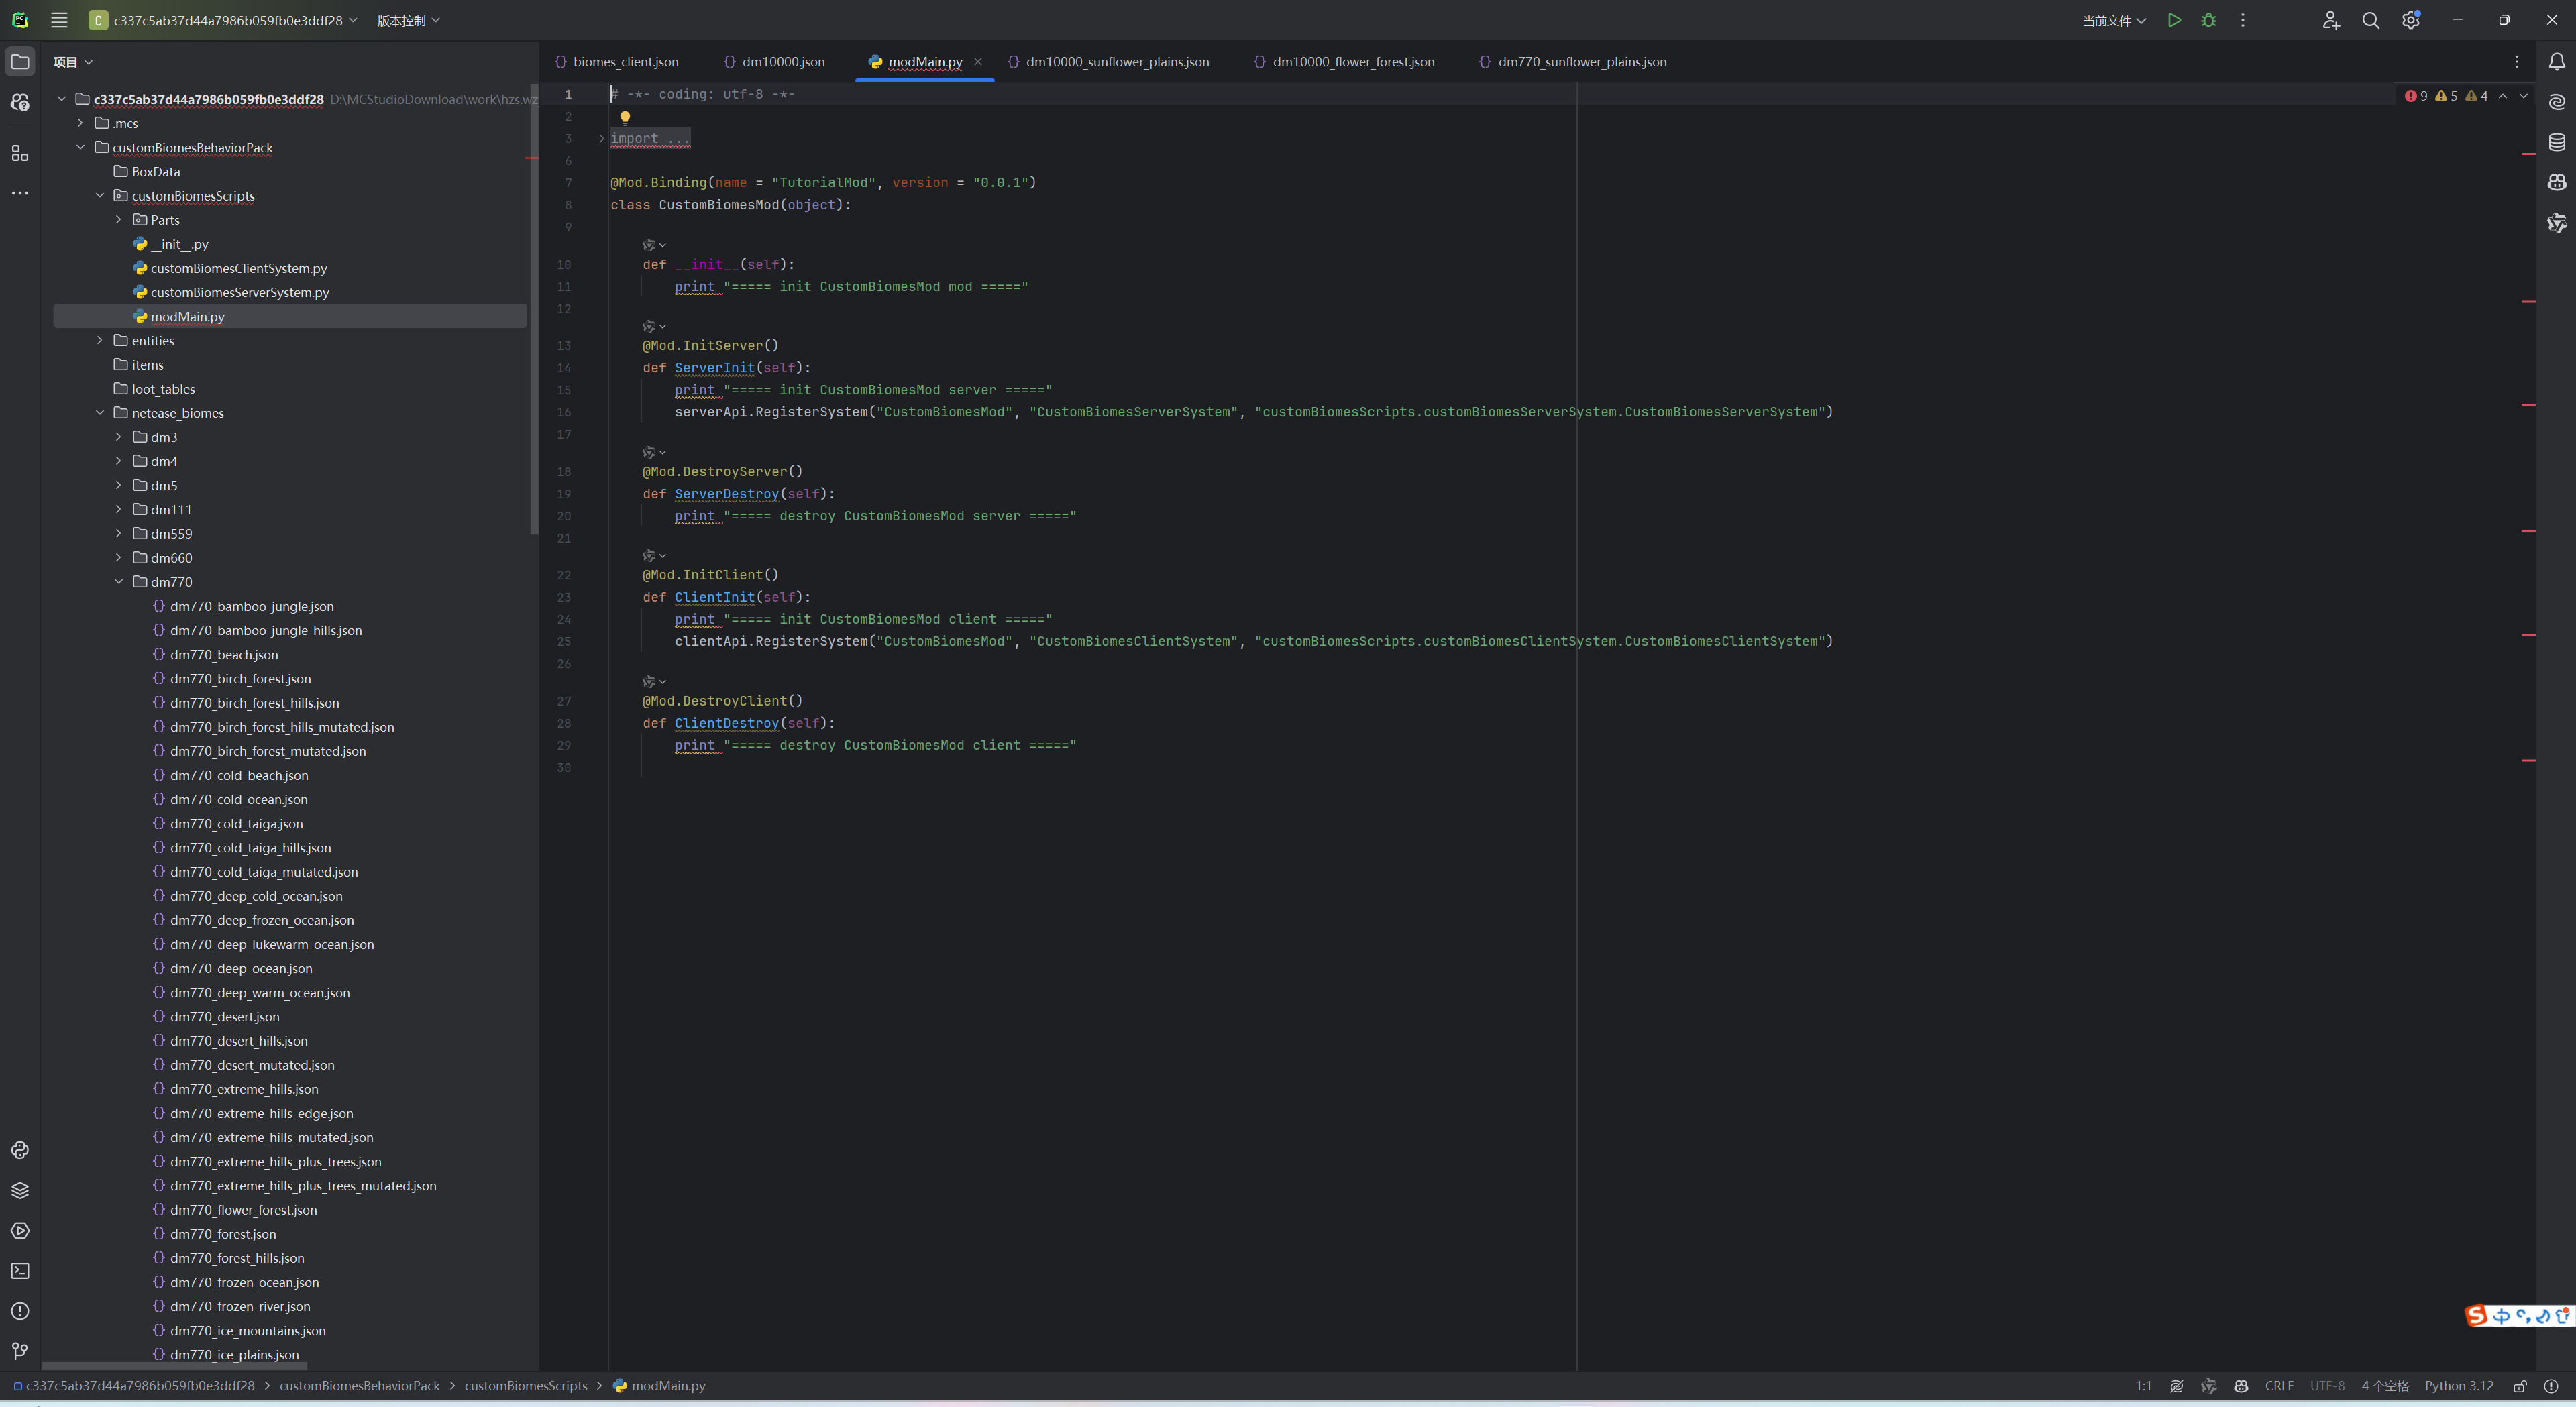 C c337c5ab37d44a7986b059fb0e3ddf28 版本控制 当前文件
项目
c337c5ab37d44a7986b059fb0e3ddf28 D:\MCStudioDownload\work\hzs.wz
.mcs
customBiomesBehaviorPack
BoxData
customBiomesScripts
Parts
__init__.py
customBiomesClientSystem.py
customBiomesServerSystem.py
modMain.py
entities
items
loot_tables
netease_biomes
dm3
dm4
dm5
dm111
dm559
dm660
dm770
dm770_bamboo_jungle.json
dm770_bamboo_jungle_hills.json
dm770_beach.json
dm770_birch_forest.json
dm770_birch_forest_hills.json
dm770_birch_forest_hills_mutated.json
dm770_birch_forest_mutated.json
dm770_cold_beach.json
dm770_cold_ocean.json
dm770_cold_taiga.json
dm770_cold_taiga_hills.json
dm770_cold_taiga_mutated.json
dm770_deep_cold_ocean.json
dm770_deep_frozen_ocean.json
dm770_deep_lukewarm_ocean.json
dm770_deep_ocean.json
dm770_deep_warm_ocean.json
dm770_desert.json
dm770_desert_hills.json
dm770_desert_mutated.json
dm770_extreme_hills.json
dm770_extreme_hills_edge.json
dm770_extreme_hills_mutated.json
dm770_extreme_hills_plus_trees.json
dm770_extreme_hills_plus_trees_mutated.json
dm770_flower_forest.json
dm770_forest.json
dm770_forest_hills.json
dm770_frozen_ocean.json
dm770_frozen_river.json
dm770_ice_mountains.json
dm770_ice_plains.json
biomes_client.json dm10000.json modMain.py dm10000_sunflower_plains.json dm10000_flower_forest.json dm770_sunflower_plains.json
9 5 4
1 # -*- coding: utf-8 -*-
2
3 import ...
6
7 @Mod.Binding(name = "TutorialMod", version = "0.0.1")
8 class CustomBiomesMod(object):
9
10 def __init__(self):
11 print "===== init CustomBiomesMod mod ====="
12
13 @Mod.InitServer()
14 def ServerInit(self):
15 print "===== init CustomBiomesMod server ====="
16 serverApi.RegisterSystem("CustomBiomesMod", "CustomBiomesServerSystem", "customBiomesScripts.customBiomesServerSystem.CustomBiomesServerSystem")
17
18 @Mod.DestroyServer()
19 def ServerDestroy(self):
20 print "===== destroy CustomBiomesMod server ====="
21
22 @Mod.InitClient()
23 def ClientInit(self):
24 print "===== init CustomBiomesMod client ====="
25 clientApi.RegisterSystem("CustomBiomesMod", "CustomBiomesClientSystem", "customBiomesScripts.customBiomesClientSystem.CustomBiomesClientSystem")
26
27 @Mod.DestroyClient()
28 def ClientDestroy(self):
29 print "===== destroy CustomBiomesMod client ====="
30
S 中
c337c5ab37d44a7986b059fb0e3ddf28 > customBiomesBehaviorPack > customBiomesScripts > modMain.py 1:1 CRLF UTF-8 4 个空格 Python 3.12